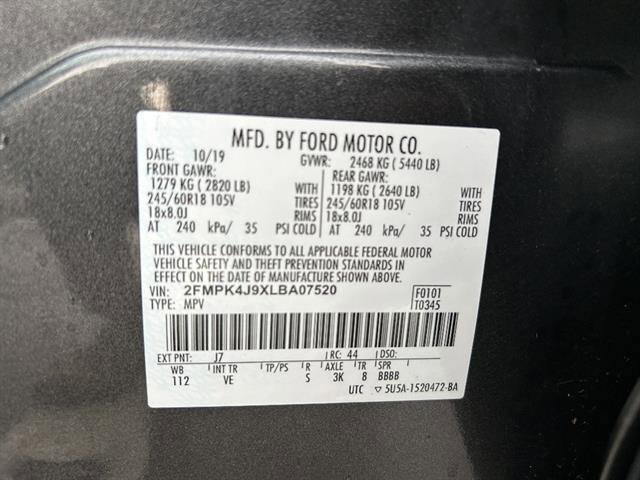 MFD. BY FORD MOTOR CO.
DATE: 10/19 GVWR: 2468 KG (5440 LB)
FRONT GAWR: REAR GAWR:
1279 KG (2820 LB) WITH 1198 KG (2640 LB) WITH
245/60R18 105V TIRES 245/60R18 105V TIRES
18x8.0J RIMS 18x8.0J RIMS
AT 240 kPa/ 35 PSI COLD AT 240 kPa/ 35 PSI COLD
THIS VEHICLE CONFORMS TO ALL APPLICABLE FEDERAL MOTOR
VEHICLE SAFETY AND THEFT PREVENTION STANDARDS IN
EFFECT ON THE DATE OF MANUFACTURE SHOWN ABOVE.
VIN: 2FMPK4J9XLBA07520 F0101
TYPE: MPV T0345
EXT PNT: J7 RC: 44 DSO:
WB INT TR TP/PS R AXLE TR SPR
112 VE S 3K 8 BBBB
UTC ▽ 5U5A-1520472-BA